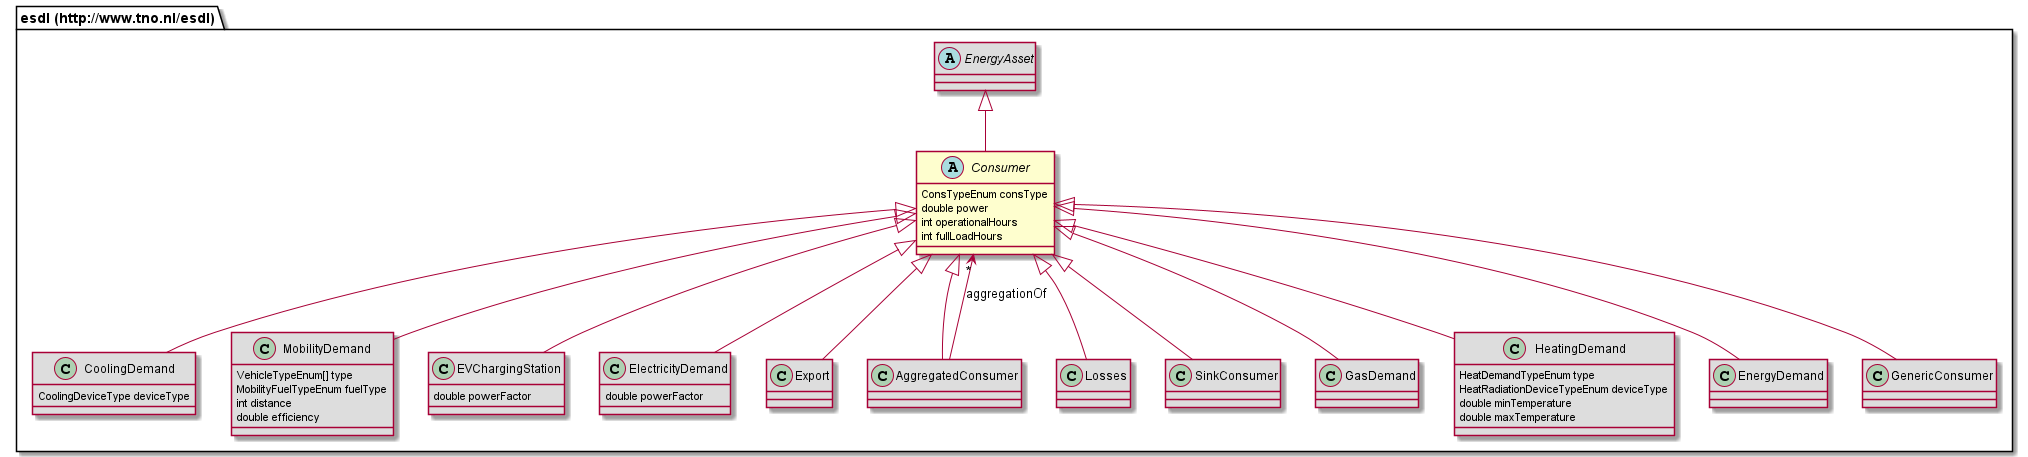 esdl (http://www.tno.nl/esdl)
A EnergyAsset
A Consumer
ConsTypeEnum consType
double power
int operationalHours
int fullLoadHours
*
aggregationOf
C CoolingDemand
CoolingDeviceType deviceType
C MobilityDemand
VehicleTypeEnum[] type
MobilityFuelTypeEnum fuelType
int distance
double efficiency
C EVChargingStation
double powerFactor
C ElectricityDemand
double powerFactor
C Export
C AggregatedConsumer
C Losses
C SinkConsumer
C GasDemand
C HeatingDemand
HeatDemandTypeEnum type
HeatRadiationDeviceTypeEnum deviceType
double minTemperature
double maxTemperature
C EnergyDemand
C GenericConsumer